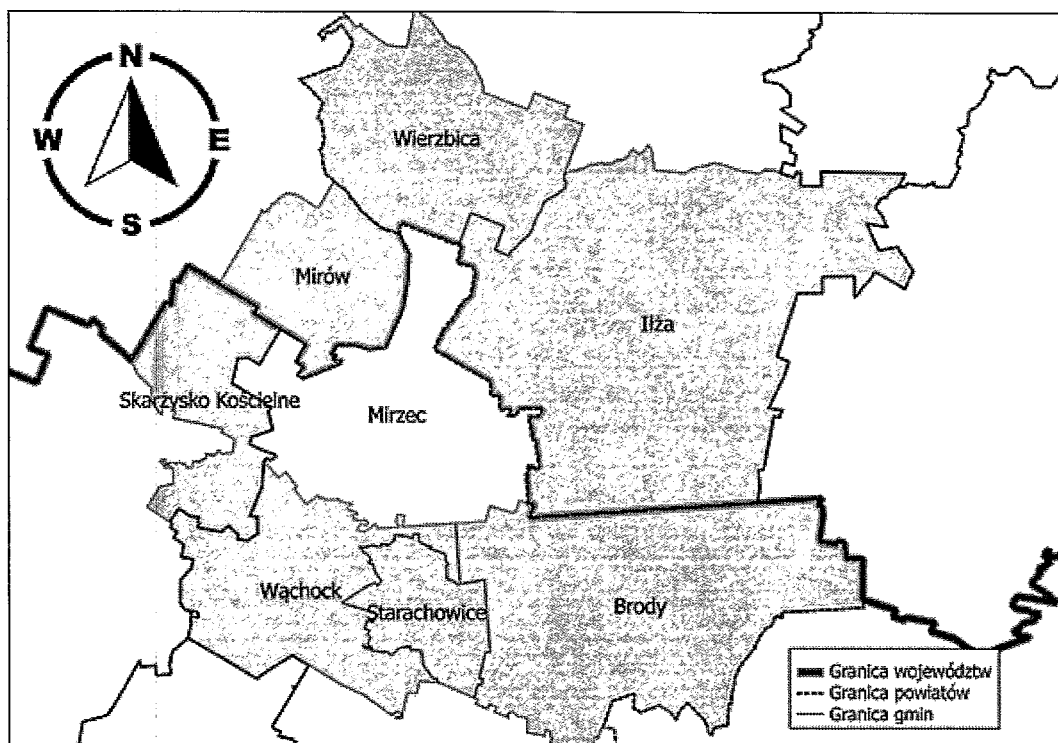 N
W E
S
Wierzbica
Mirów
Iłża
Skarżysko Kościelne
Mirzec
Wąchock
Starachowice
Brody
Granica województw
Granica powiatów
Granica gmin